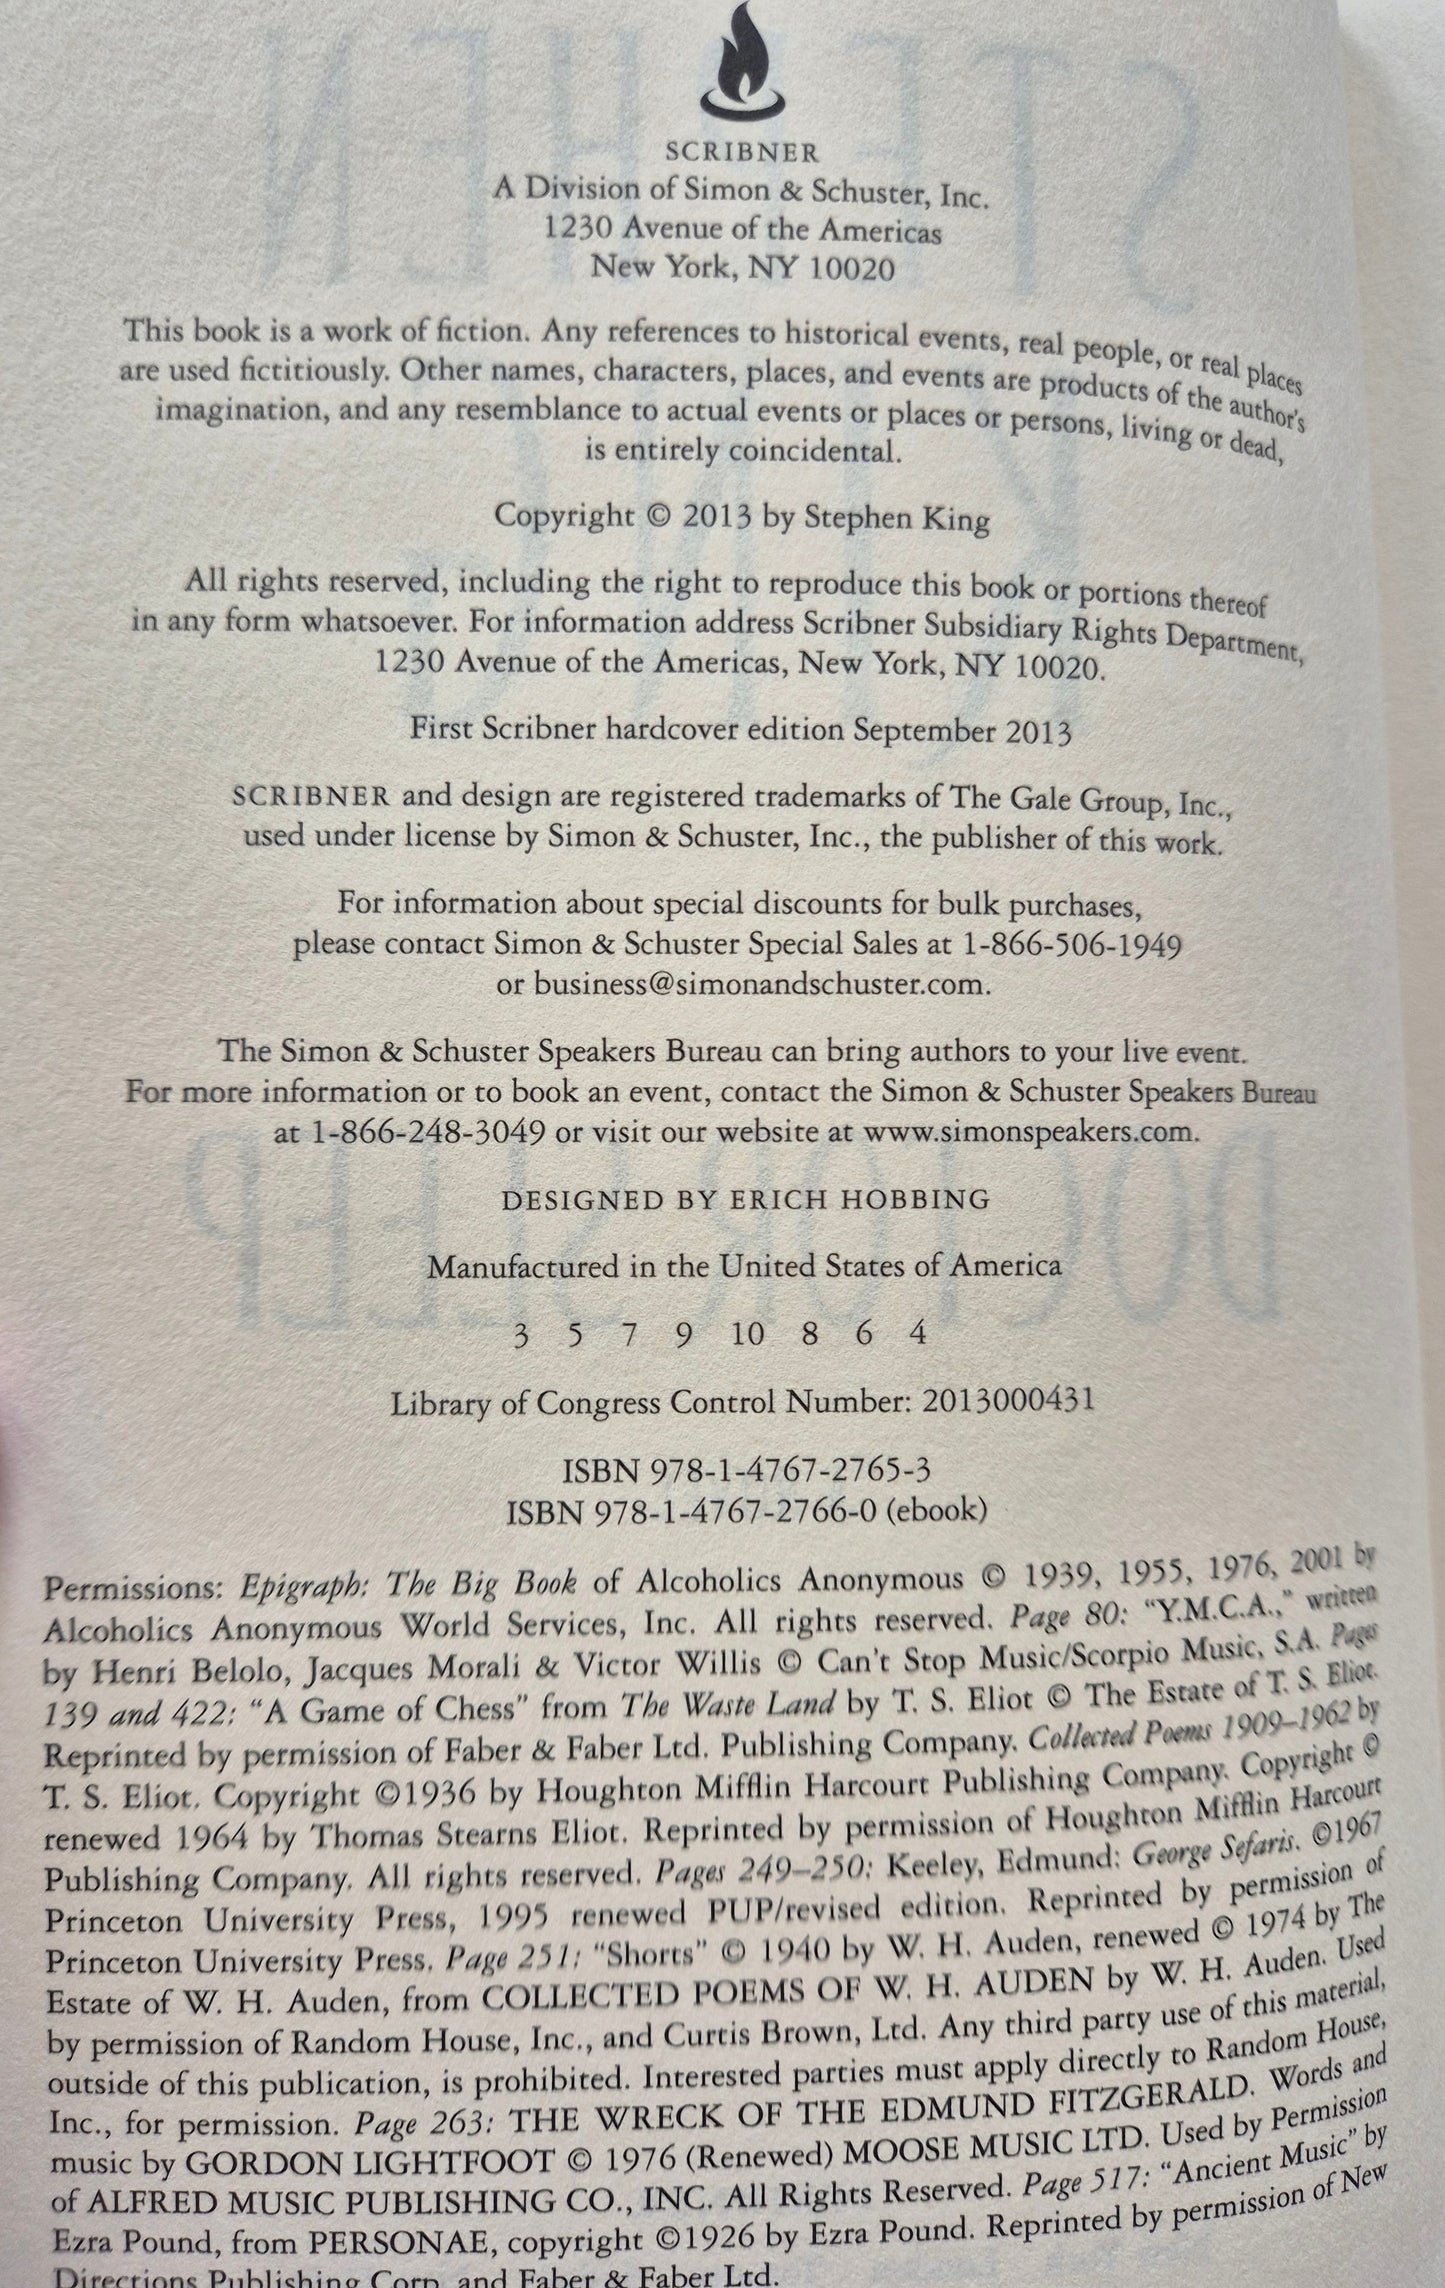 SCRIBNER
A Division of Simon & Schuster, Inc.
1230 Avenue of the Americas
New York, NY 10020
This book is a work of fiction. Any references to historical events, real people, or real places
are used fictitiously. Other names, characters, places, and events are products of the author's
imagination, and any resemblance to actual events or places or persons, living or dead,
is entirely coincidental.
Copyright © 2013 by Stephen King
All rights reserved, including the right to reproduce this book or portions thereof
in any form whatsoever. For information address Scribner Subsidiary Rights Department,
1230 Avenue of the Americas, New York, NY 10020.
First Scribner hardcover edition September 2013
SCRIBNER and design are registered trademarks of The Gale Group, Inc.,
used under license by Simon & Schuster, Inc., the publisher of this work.
For information about special discounts for bulk purchases,
please contact Simon & Schuster Special Sales at 1-866-506-1949
or business@simonandschuster.com.
The Simon & Schuster Speakers Bureau can bring authors to your live event.
For more information or to book an event, contact the Simon & Schuster Speakers Bureau
at 1-866-248-3049 or visit our website at www.simonspeakers.com.
DESIGNED BY ERICH HOBBING
Manufactured in the United States of America
3 5 7 9 10 8 6 4
Library of Congress Control Number: 2013000431
ISBN 978-1-4767-2765-3
ISBN 978-1-4767-2766-0 (ebook)
Permissions: Epigraph: The Big Book of Alcoholics Anonymous © 1939, 1955, 1976, 2001 by
Alcoholics Anonymous World Services, Inc. All rights reserved. Page 80: “Y.M.C.A.,” written
by Henri Belolo, Jacques Morali & Victor Willis © Can't Stop Music/Scorpio Music, S.A. Pages
139 and 422: “A Game of Chess” from The Waste Land by T. S. Eliot © The Estate of T. S. Eliot.
Reprinted by permission of Faber & Faber Ltd. Publishing Company. Collected Poems 1909–1962 by
T. S. Eliot. Copyright ©1936 by Houghton Mifflin Harcourt Publishing Company. Copyright ©
renewed 1964 by Thomas Stearns Eliot. Reprinted by permission of Houghton Mifflin Harcourt
Publishing Company. All rights reserved. Pages 249–250: Keeley, Edmund: George Sefaris. ©1967
Princeton University Press, 1995 renewed PUP/revised edition. Reprinted by permission of
Princeton University Press. Page 251: “Shorts” © 1940 by W. H. Auden, renewed © 1974 by The
Estate of W. H. Auden, from COLLECTED POEMS OF W. H. AUDEN by W. H. Auden. Used
by permission of Random House, Inc., and Curtis Brown, Ltd. Any third party use of this material,
outside of this publication, is prohibited. Interested parties must apply directly to Random House,
Inc., for permission. Page 263: THE WRECK OF THE EDMUND FITZGERALD. Words and
music by GORDON LIGHTFOOT © 1976 (Renewed) MOOSE MUSIC LTD. Used by Permission
of ALFRED MUSIC PUBLISHING CO., INC. All Rights Reserved. Page 517: “Ancient Music” by
Ezra Pound, from PERSONAE, copyright ©1926 by Ezra Pound. Reprinted by permission of New
Directions Publishing Corp. and Faber & Faber Ltd.